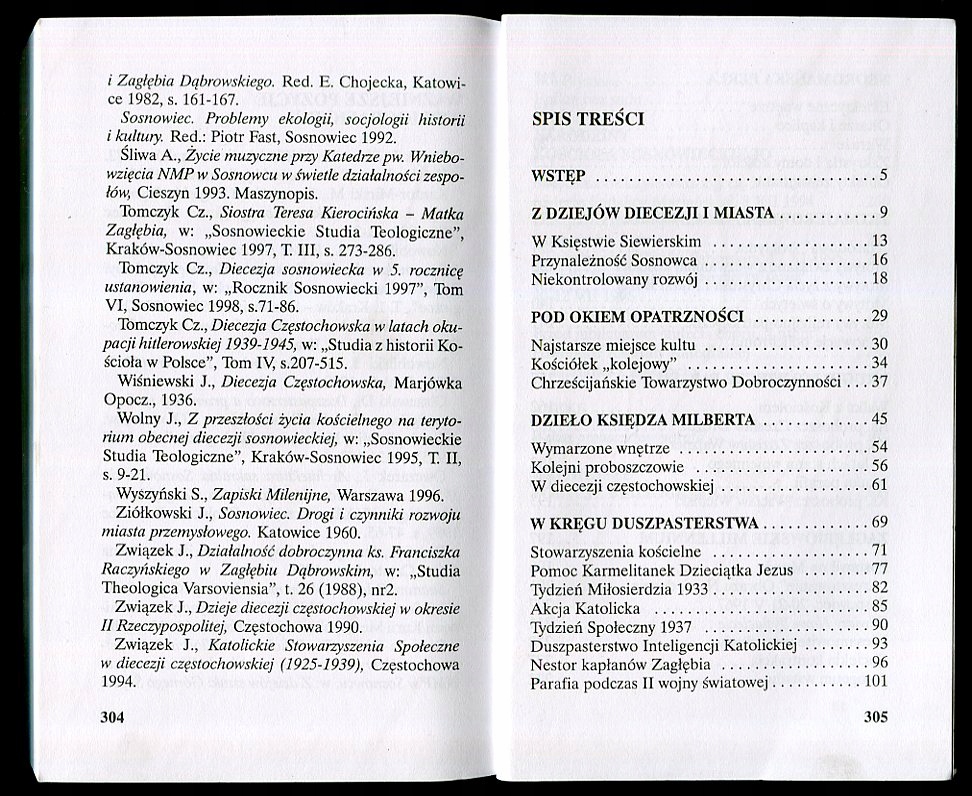 i Zagłębia Dąbrowskiego. Red. E. Chojecka, Katowi-
ce 1982, s. 161-167.
Sosnowiec. Problemy ekologii, socjologii historii
i kultury. Red.: Piotr Fast, Sosnowiec 1992.
Śliwa A., Życie muzyczne przy Katedrze pw. Wniebo-
wzięcia NMP w Sosnowcu w świetle działalności zespo-
łów, Cieszyn 1993. Maszynopis.
Tomczyk Cz., Siostra Teresa Kierocińska – Matka
Zagłębia, w: „Sosnowieckie Studia Teologiczne”,
Kraków-Sosnowiec 1997, T. III, s. 273-286.
Tomczyk Cz., Diecezja sosnowiecka w 5. rocznicę
ustanowienia, w: „Rocznik Sosnowiecki 1997”, Tom
VI, Sosnowiec 1998, s.71-86.
Tomczyk Cz., Diecezja Częstochowska w latach oku-
pacji hitlerowskiej 1939-1945, w: „Studia z historii Ko-
ścioła w Polsce”, Tom IV, s.207-515.
Wiśniewski J., Diecezja Częstochowska, Marjówka
Opocz., 1936.
Wolny J., Z przeszłości życia kościelnego na teryto-
rium obecnej diecezji sosnowieckiej, w: „Sosnowieckie
Studia Teologiczne”, Kraków-Sosnowiec 1995, T. II,
s. 9-21.
Wyszyński S., Zapiski Milenijne, Warszawa 1996.
Ziółkowski J., Sosnowiec. Drogi i czynniki rozwoju
miasta przemysłowego. Katowice 1960.
Związek J., Działalność dobroczynna ks. Franciszka
Raczyńskiego w Zagłębiu Dąbrowskim, w: „Studia
Theologica Varsoviensia”, t. 26 (1988), nr2.
Związek J., Dzieje diecezji częstochowskiej w okresie
II Rzeczypospolitej, Częstochowa 1990.
Związek J., Katolickie Stowarzyszenia Społeczne
w diecezji częstochowskiej (1925-1939), Częstochowa
1994.
304
SPIS TREŚCI
WSTĘP . . . . . . . . . . . . . . . . . . . . 5
Z DZIEJÓW DIECEZJI I MIASTA . . . . . . . . . . . . 9
W Księstwie Siewierskim . . . . . . . . . . . . . . . . 13
Przynależność Sosnowca . . . . . . . . . . . . . . . . 16
Niekontrolowany rozwój . . . . . . . . . . . . . . . . 18
POD OKIEM OPATRZNOŚCI . . . . . . . . . . . . 29
Najstarsze miejsce kultu . . . . . . . . . . . . . . . . 30
Kościółek „kolejowy” . . . . . . . . . . . . . . . . 34
Chrześcijańskie Towarzystwo Dobroczynności . . . 37
DZIEŁO KSIĘDZA MILBERTA . . . . . . . . . . . . 45
Wymarzone wnętrze . . . . . . . . . . . . . . . . 54
Kolejni proboszczowie . . . . . . . . . . . . . . . . 56
W diecezji częstochowskiej . . . . . . . . . . . . . . . . 61
W KRĘGU DUSZPASTERSTWA . . . . . . . . . . . . 69
Stowarzyszenia kościelne . . . . . . . . . . . . . . . . 71
Pomoc Karmelitanek Dzieciątka Jezus . . . . . . . . 77
Tydzień Miłosierdzia 1933 . . . . . . . . . . . . . . . . 82
Akcja Katolicka . . . . . . . . . . . . . . . . 85
Tydzień Społeczny 1937 . . . . . . . . . . . . . . . . 90
Duszpasterstwo Inteligencji Katolickiej . . . . . . . . 93
Nestor kapłanów Zagłębia . . . . . . . . . . . . . . . . 96
Parafia podczas II wojny światowej . . . . . . . . . . . 101
305